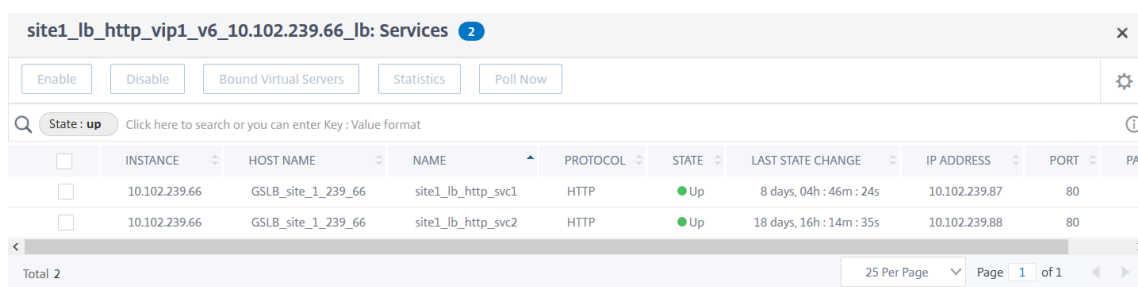 site1_lb_http_vip1_v6_10.102.239.66_lb: Services 2
Enable Disable Bound Virtual Servers Statistics Poll Now
State : up Click here to search or you can enter Key : Value format
INSTANCE HOST NAME NAME PROTOCOL STATE LAST STATE CHANGE IP ADDRESS PORT PA
10.102.239.66 GSLB_site_1_239_66 site1_lb_http_svc1 HTTP Up 8 days, 04h : 46m : 24s 10.102.239.87 80
10.102.239.66 GSLB_site_1_239_66 site1_lb_http_svc2 HTTP Up 18 days, 16h : 14m : 35s 10.102.239.88 80
Total 2 25 Per Page Page 1 of 1